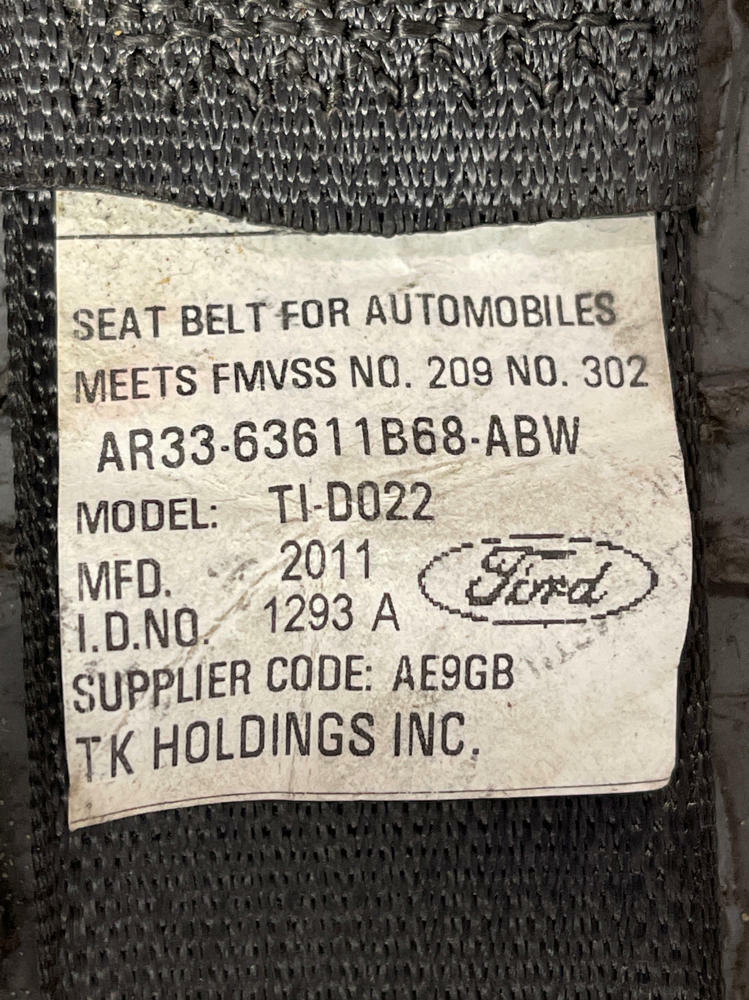 SEAT BELT FOR AUTOMOBILES
MEETS FMVSS NO. 209 NO. 302
AR33-63611B68-ABW
MODEL: TI-D022
MFD. 2011
Ford
I.D.NO. 1293 A
SUPPLIER CODE: AE9GB
TK HOLDINGS INC.